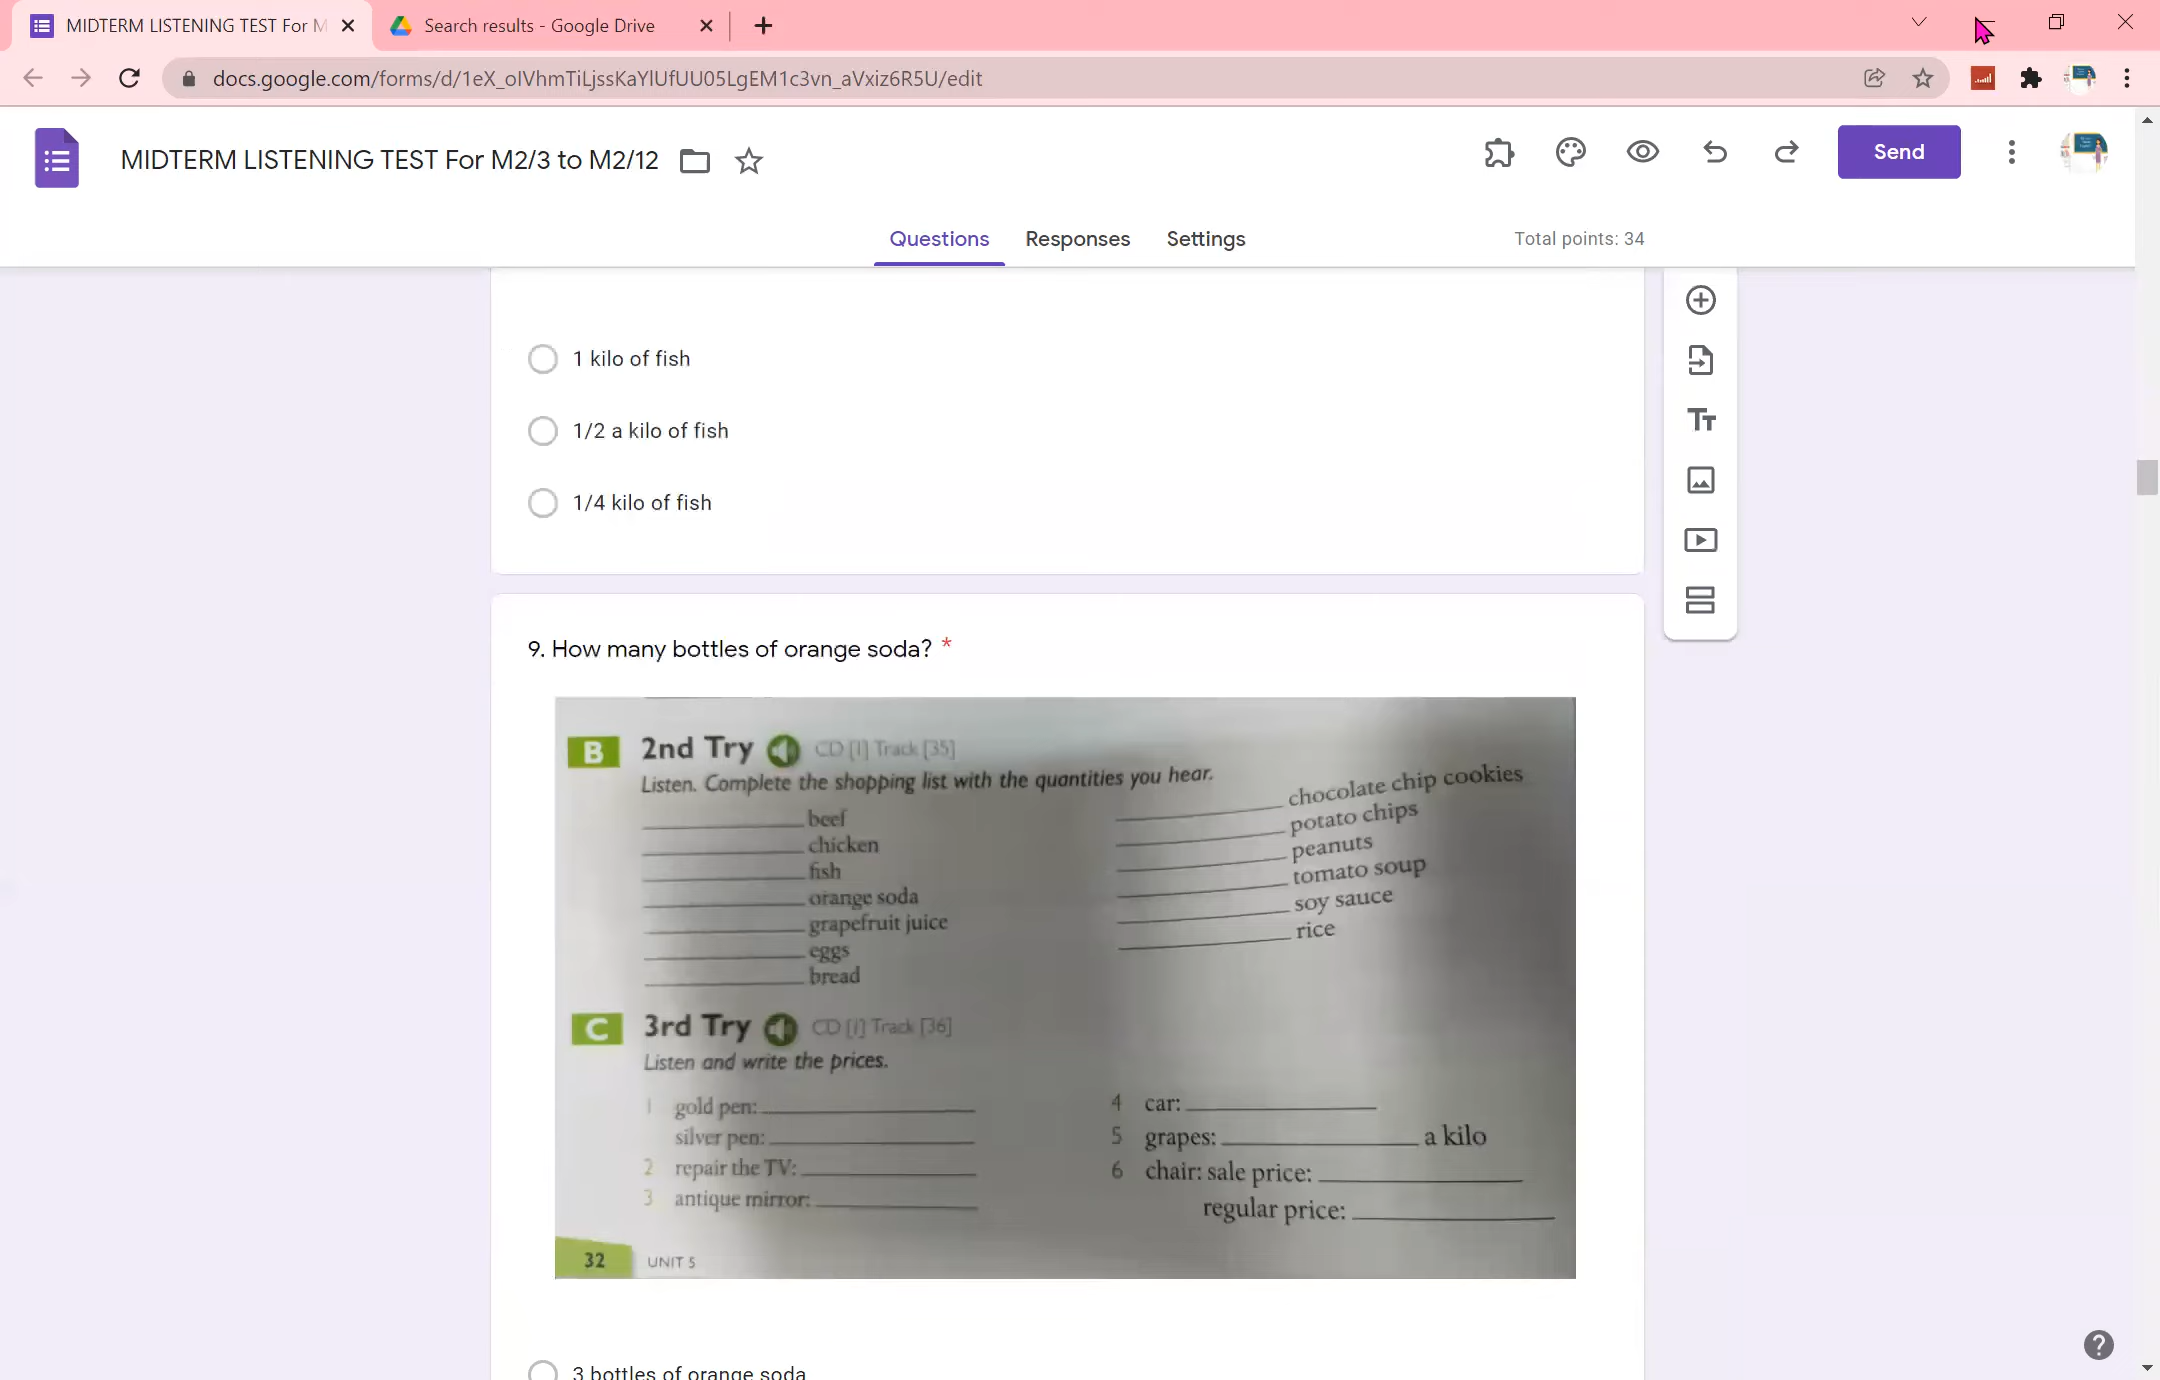 MIDTERM LISTENING TEST For M
Search results - Google Drive
docs.google.com/forms/d/1eX_oIVhmTiLjssKaYlUfUU05LgEM1c3vn_aVxiz6R5U/edit
MIDTERM LISTENING TEST For M2/3 to M2/12
Send
Questions
Responses
Settings
Total points: 34
1 kilo of fish
1/2 a kilo of fish
1/4 kilo of fish
9. How many bottles of orange soda? *
B 2nd Try CD [I] Track [35]
Listen. Complete the shopping list with the quantities you hear.
beef
chicken
fish
orange soda
grapefruit juice
eggs
bread
chocolate chip cookies
potato chips
peanuts
tomato soup
soy sauce
rice
C 3rd Try CD [I] Track [36]
Listen and write the prices.
1 gold pen:
silver pen:
2 repair the TV:
3 antique mirror:
4 car:
5 grapes: a kilo
6 chair: sale price:
regular price:
32 UNIT 5
3 bottles of orange soda